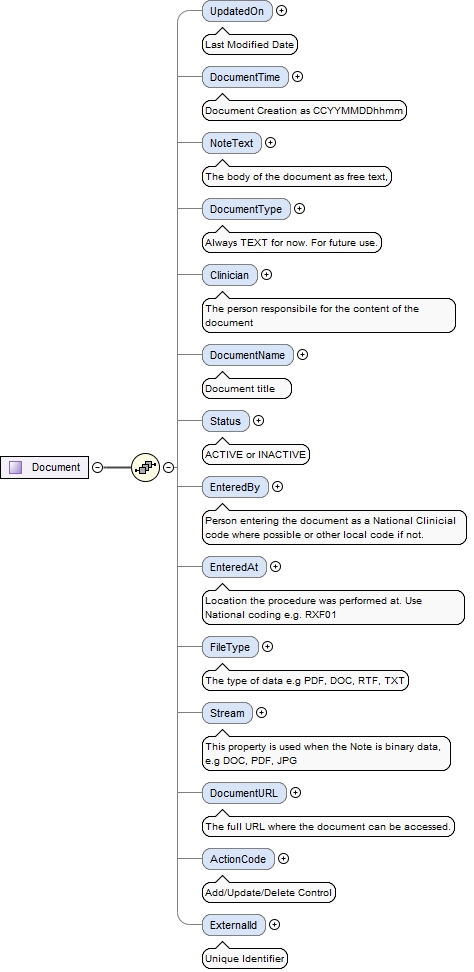 UpdatedOn
Last Modified Date
DocumentTime
Document Creation as CCYYMMDDhhmm
NoteText
The body of the document as free text,
DocumentType
Always TEXT for now. For future use.
Clinician
The person responsibile for the content of the
document
DocumentName
Document title
Status
ACTIVE or INACTIVE
Document
EnteredBy
Person entering the document as a National Clinicial
code where possible or other local code if not.
EnteredAt
Location the procedure was performed at. Use
National coding e.g. RXF01
FileType
The type of data e.g PDF, DOC, RTF, TXT
Stream
This property is used when the Note is binary data,
e.g DOC, PDF, JPG
DocumentURL
The full URL where the document can be accessed.
ActionCode
Add/Update/Delete Control
ExternalId
Unique Identifier